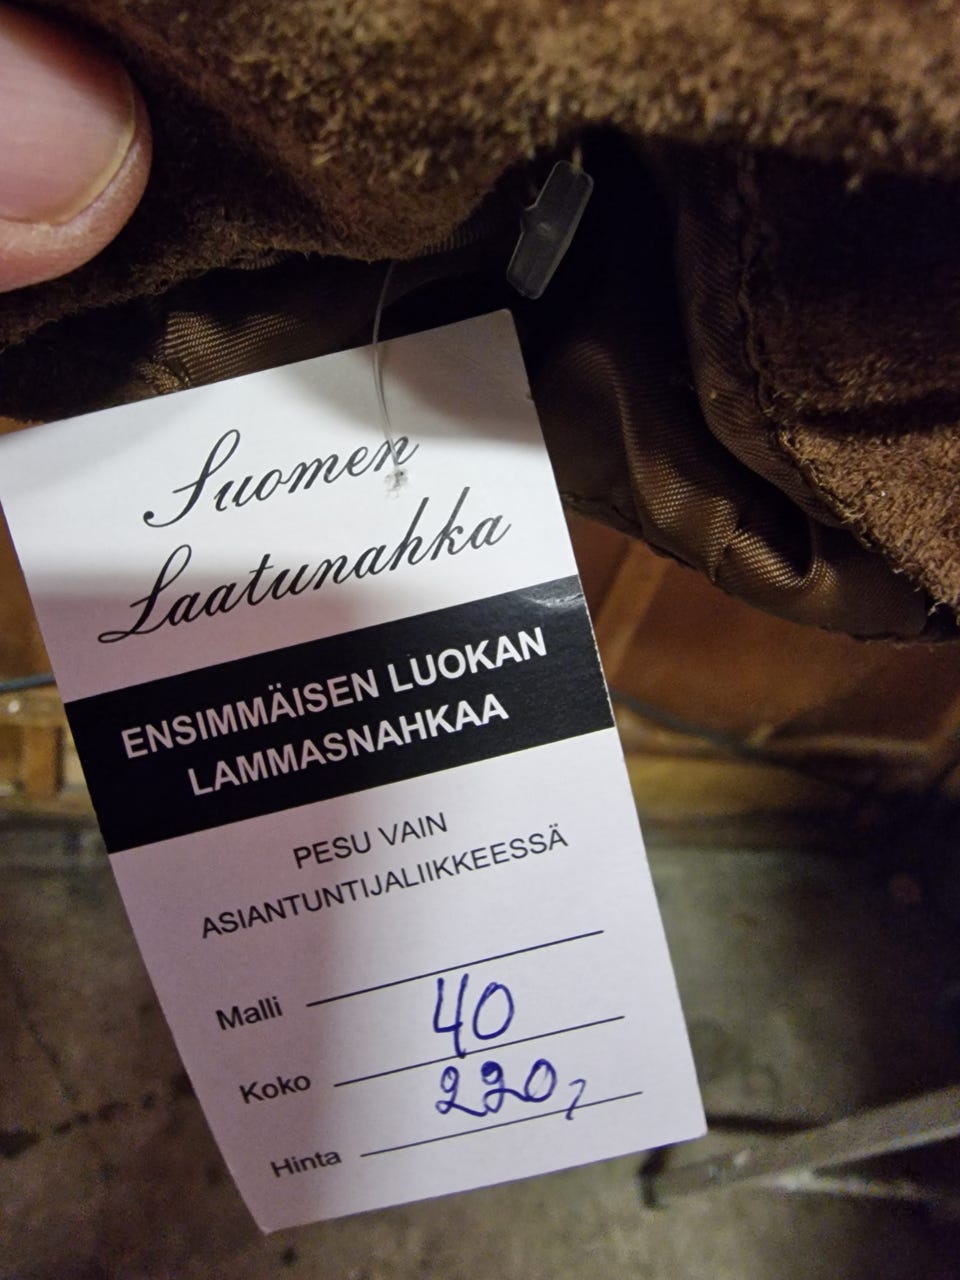 Suomen
Laatunahka
ENSIMMÄISEN LUOKAN
LAMMASNAHKAA
PESU VAIN
ASIANTUNTIJALIIKKEESSÄ
Malli
Koko 40
Hinta 220,